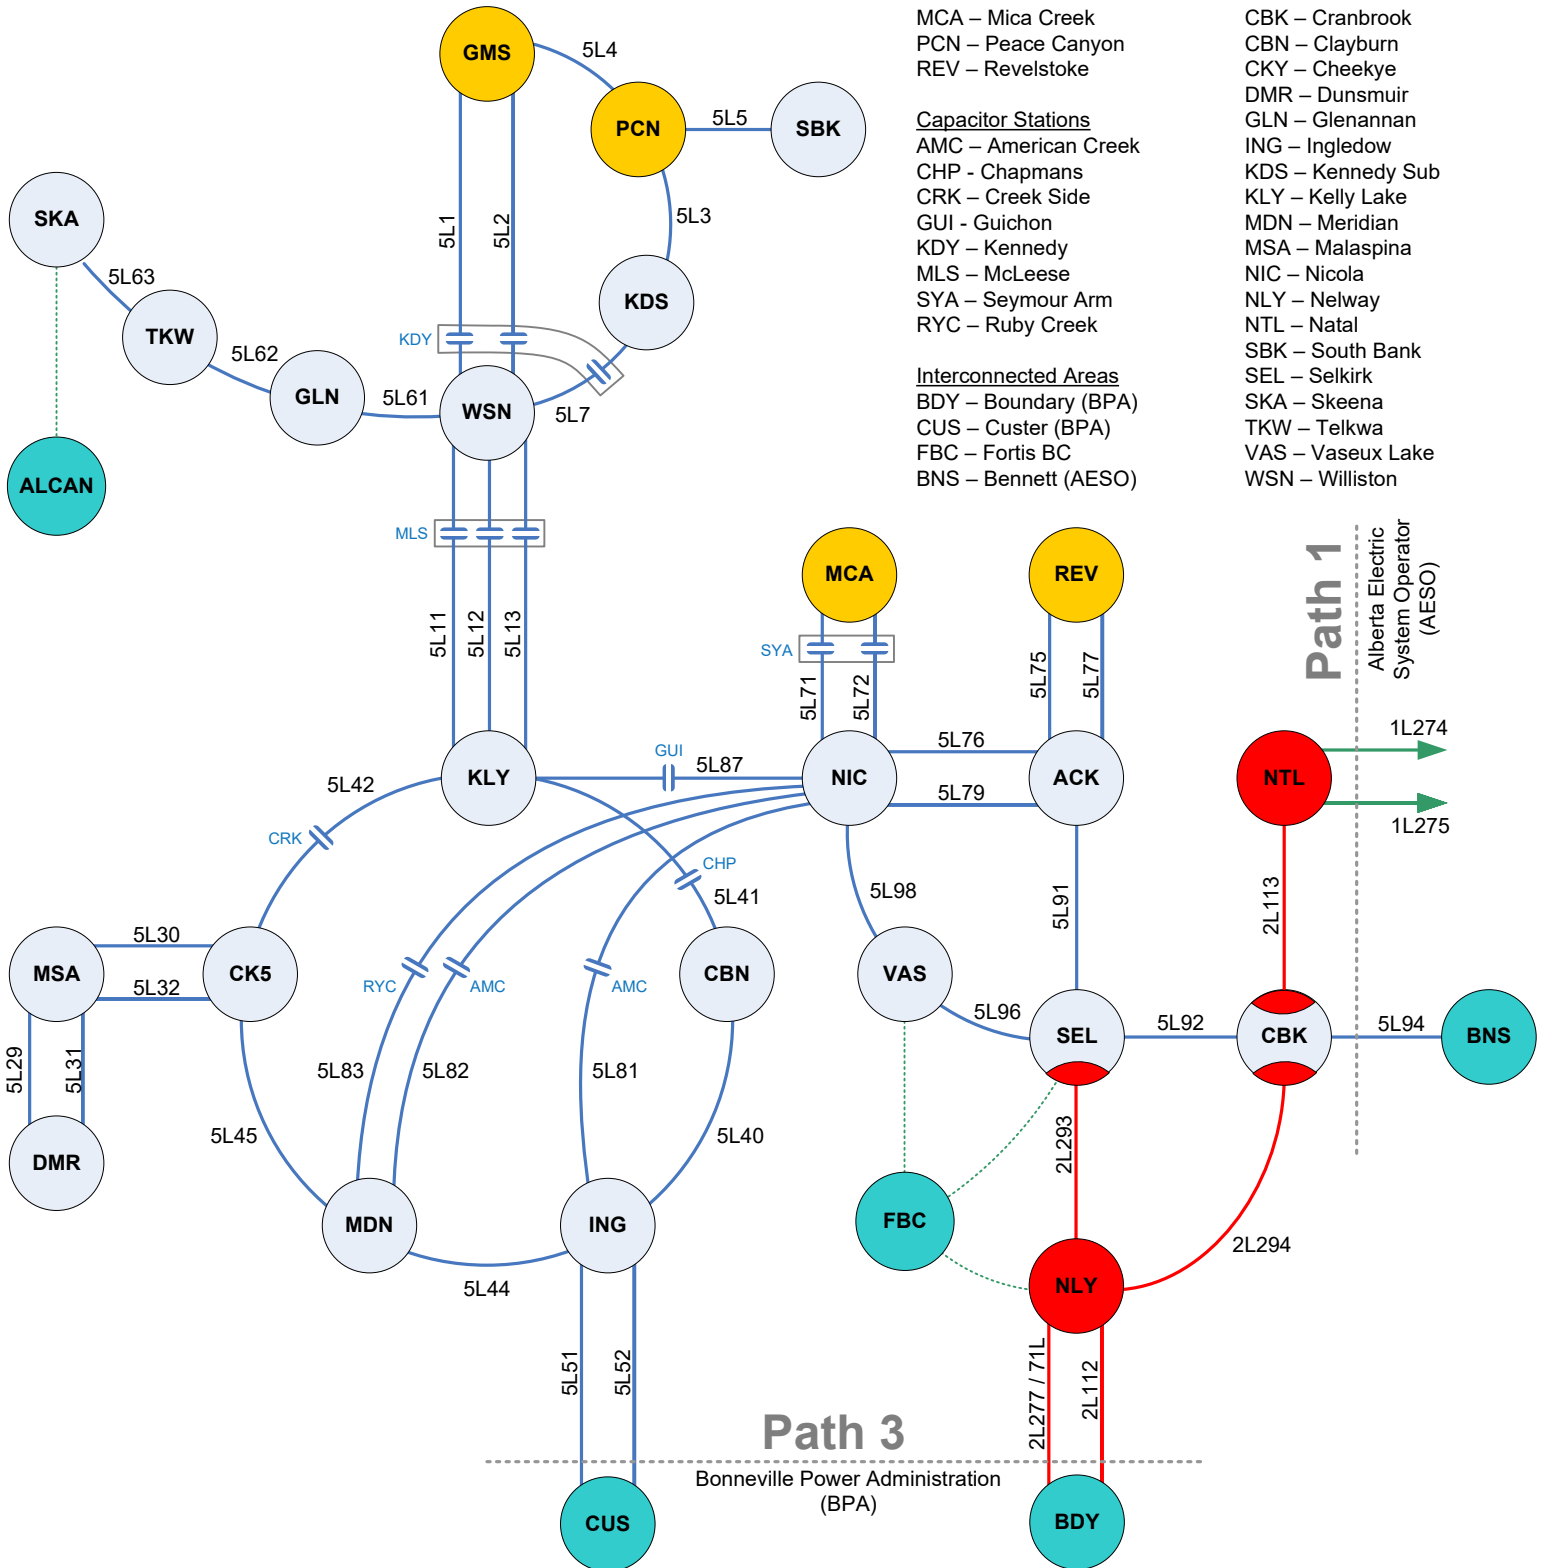 MCA – Mica Creek
PCN – Peace Canyon
REV – Revelstoke
Capacitor Stations
AMC – American Creek
CHP - Chapmans
CRK – Creek Side
GUI - Guichon
KDY – Kennedy
MLS – McLeese
SYA – Seymour Arm
RYC – Ruby Creek
Interconnected Areas
BDY – Boundary (BPA)
CUS – Custer (BPA)
FBC – Fortis BC
BNS – Bennett (AESO)
CBK – Cranbrook
CBN – Clayburn
CKY – Cheekye
DMR – Dunsmuir
GLN – Glenannan
ING – Ingledow
KDS – Kennedy Sub
KLY – Kelly Lake
MDN – Meridian
MSA – Malaspina
NIC – Nicola
NLY – Nelway
NTL – Natal
SBK – South Bank
SEL – Selkirk
SKA – Skeena
TKW – Telkwa
VAS – Vaseux Lake
WSN – Williston
GMS
5L4
PCN
5L5
SBK
5L1
5L2
5L3
SKA
5L63
TKW
5L62
GLN
5L61
KDY
KDS
WSN
5L7
ALCAN
MLS
5L11
5L12
5L13
MCA
REV
SYA
5L71
5L72
5L75
5L77
Path 1
Alberta Electric
System Operator
(AESO)
1L274
1L275
KLY
GUI
5L87
NIC
5L76
5L79
ACK
NTL
5L42
CRK
CHP
5L41
5L98
5L91
2L113
MSA
5L30
5L32
CK5
RYC
AMC
AMC
CBN
VAS
5L96
SEL
5L92
CBK
5L94
BNS
5L29
5L31
DMR
5L45
5L83
5L82
5L81
5L40
2L293
2L294
MDN
5L44
ING
FBC
NLY
5L51
5L52
2L277 / 71L
2L112
Path 3
Bonneville Power Administration
(BPA)
CUS
BDY